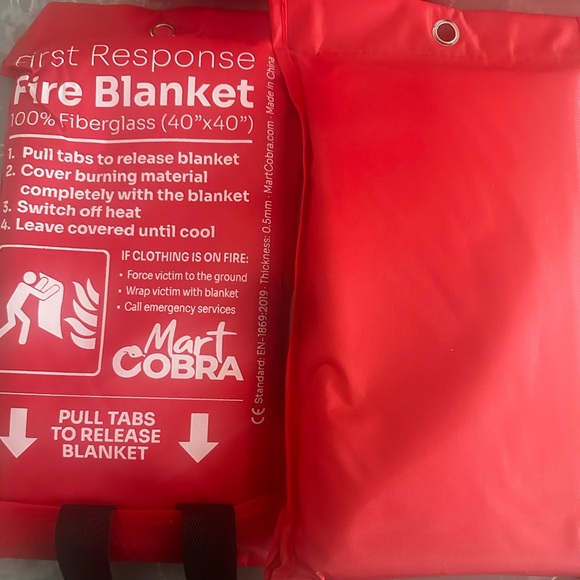 First Response
Fire Blanket
100% Fiberglass (40”x40”)
1. Pull tabs to release blanket
2. Cover burning material
completely with the blanket
3. Switch off heat
4. Leave covered until cool
IF CLOTHING IS ON FIRE:
• Force victim to the ground
• Wrap victim with blanket
• Call emergency services
Mart
COBRA
PULL TABS
TO RELEASE
BLANKET
CE Standard: EN-1869:2019 · Thickness: 0.5mm · MartCobra.com · Made in China